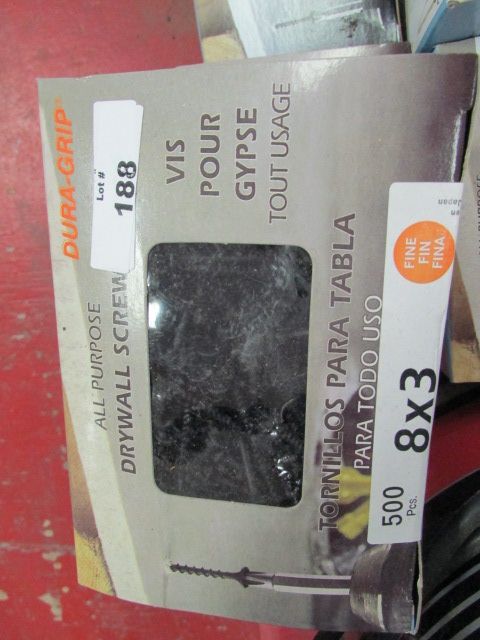 DURA-GRIP®
Lot #
188
ALL PURPOSE
DRYWALL SCREW
VIS
POUR
GYPSE
TOUT USAGE
TORNILLOS PARA TABLA
PARA TODO USO
500
Pcs.
8x3
FINE
FIN
FINA
Japan